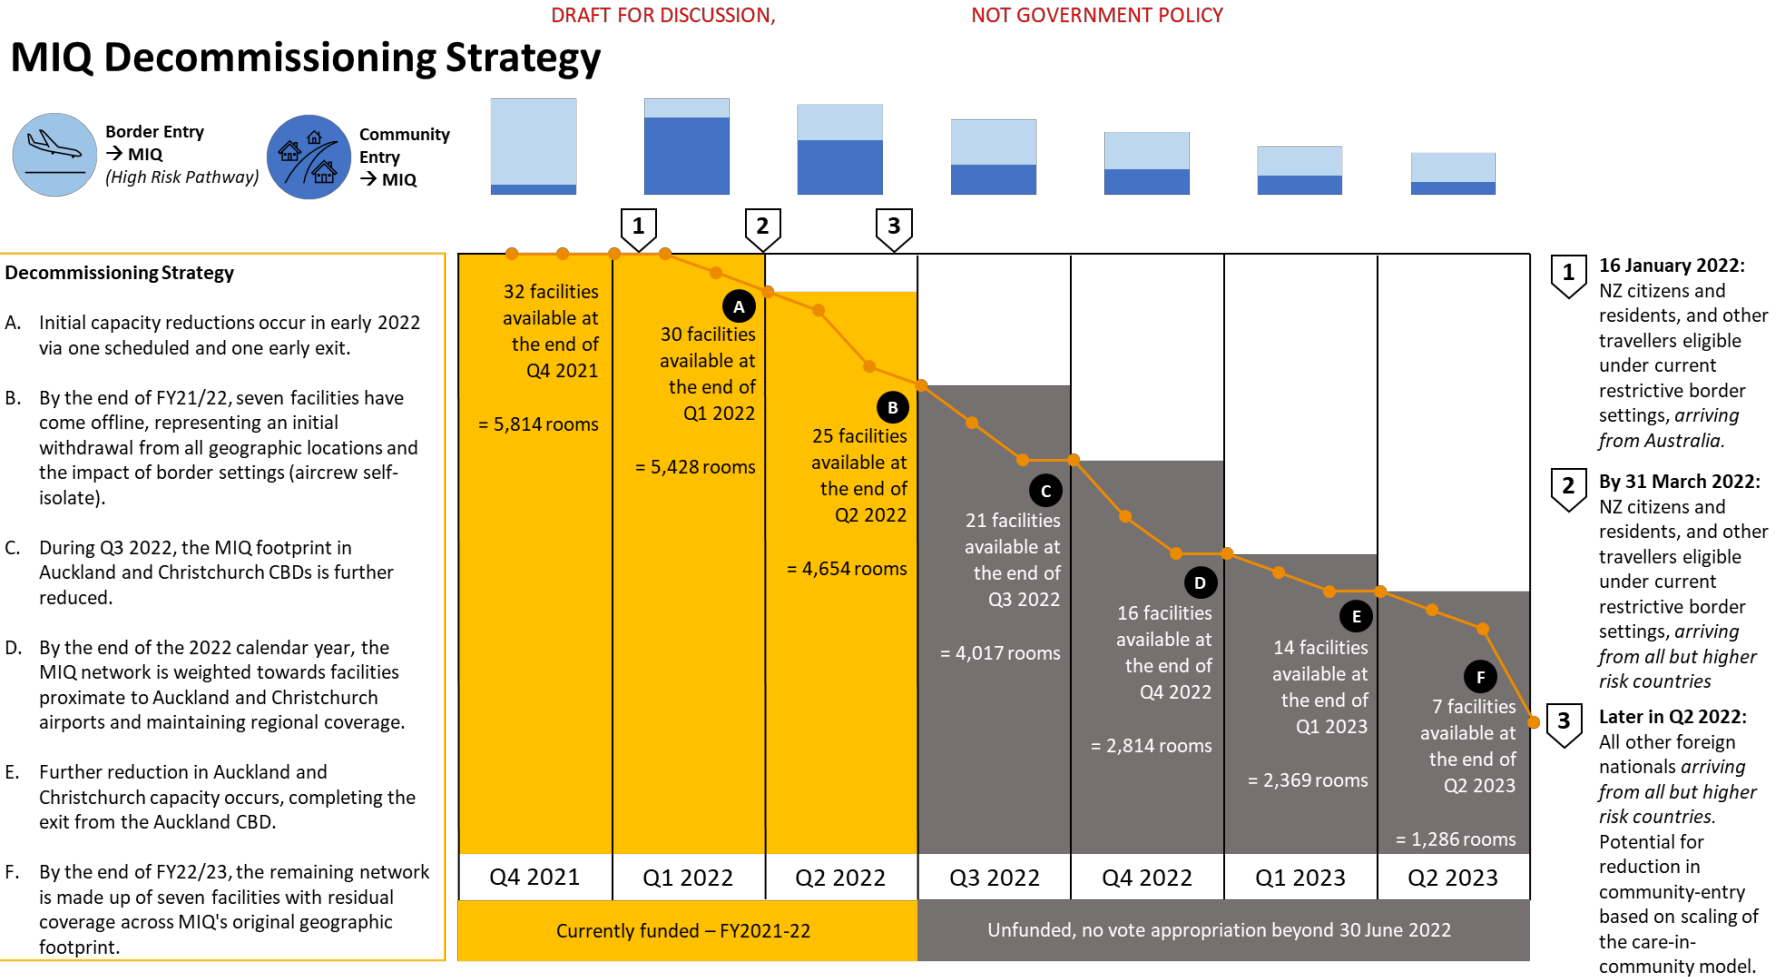 DRAFT FOR DISCUSSION, NOT GOVERNMENT POLICY
MIQ Decommissioning Strategy
Border Entry
→ MIQ
(High Risk Pathway)
Community
Entry
→ MIQ
1
2
3
Decommissioning Strategy
A. Initial capacity reductions occur in early 2022
via one scheduled and one early exit.
B. By the end of FY21/22, seven facilities have
come offline, representing an initial
withdrawal from all geographic locations and
the impact of border settings (aircrew self-
isolate).
C. During Q3 2022, the MIQ footprint in
Auckland and Christchurch CBDs is further
reduced.
D. By the end of the 2022 calendar year, the
MIQ network is weighted towards facilities
proximate to Auckland and Christchurch
airports and maintaining regional coverage.
E. Further reduction in Auckland and
Christchurch capacity occurs, completing the
exit from the Auckland CBD.
F. By the end of FY22/23, the remaining network
is made up of seven facilities with residual
coverage across MIQ's original geographic
footprint.
32 facilities
available at
the end of
Q4 2021
= 5,814 rooms
A
30 facilities
available at
the end of
Q1 2022
= 5,428 rooms
B
25 facilities
available at
the end of
Q2 2022
= 4,654 rooms
C
21 facilities
available at
the end of
Q3 2022
= 4,017 rooms
D
16 facilities
available at
the end of
Q4 2022
= 2,814 rooms
E
14 facilities
available at
the end of
Q1 2023
= 2,369 rooms
F
7 facilities
available at
the end of
Q2 2023
= 1,286 rooms
Q4 2021
Q1 2022
Q2 2022
Q3 2022
Q4 2022
Q1 2023
Q2 2023
Currently funded – FY2021-22
Unfunded, no vote appropriation beyond 30 June 2022
1
16 January 2022:
NZ citizens and
residents, and other
travellers eligible
under current
restrictive border
settings, arriving
from Australia.
2
By 31 March 2022:
NZ citizens and
residents, and other
travellers eligible
under current
restrictive border
settings, arriving
from all but higher
risk countries
3
Later in Q2 2022:
All other foreign
nationals arriving
from all but higher
risk countries.
Potential for
reduction in
community-entry
based on scaling of
the care-in-
community model.